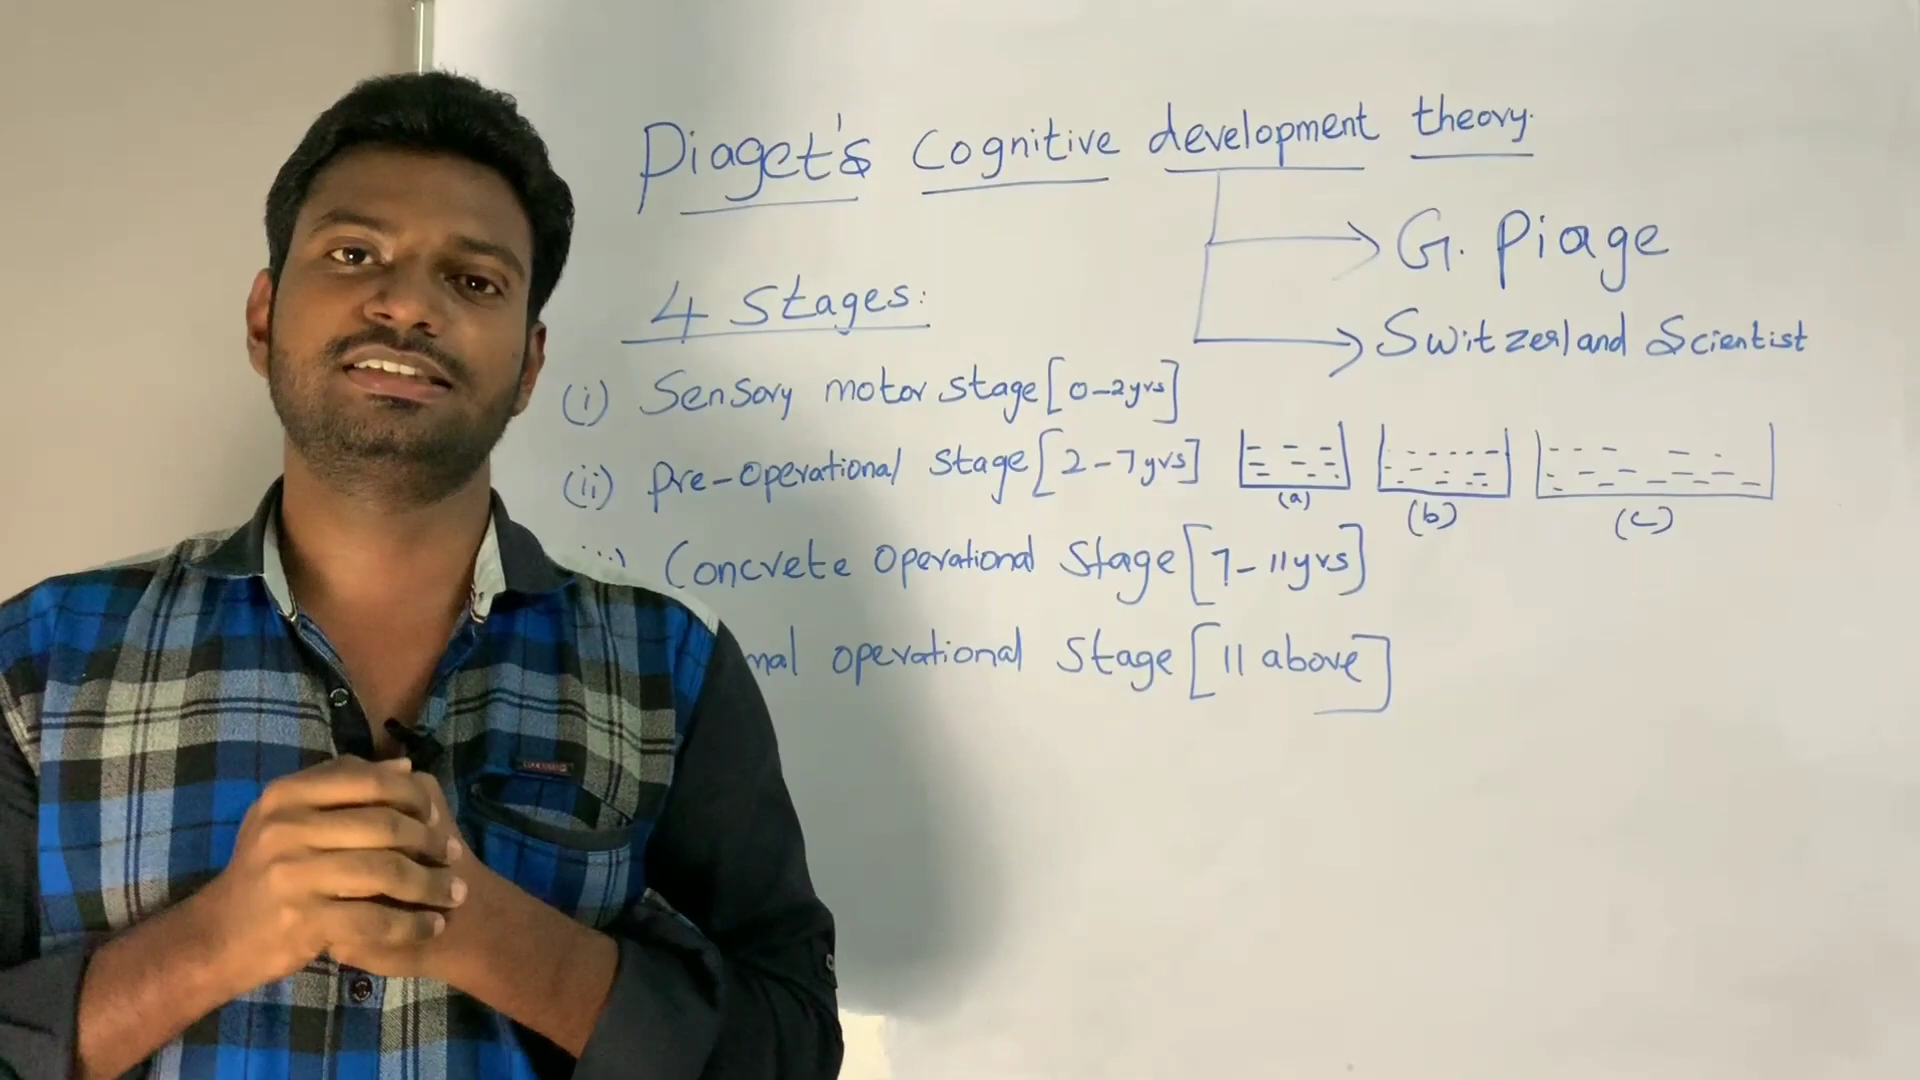 Piaget's Cognitive development theory.
G. Piage
4 Stages:
Switzerland Scientist
(i) Sensory motor stage [0-2yrs]
(ii) pre-operational stage [2-7yrs]
(a) (b) (c)
Concrete operational stage [7-11yrs]
operational stage [11 above]